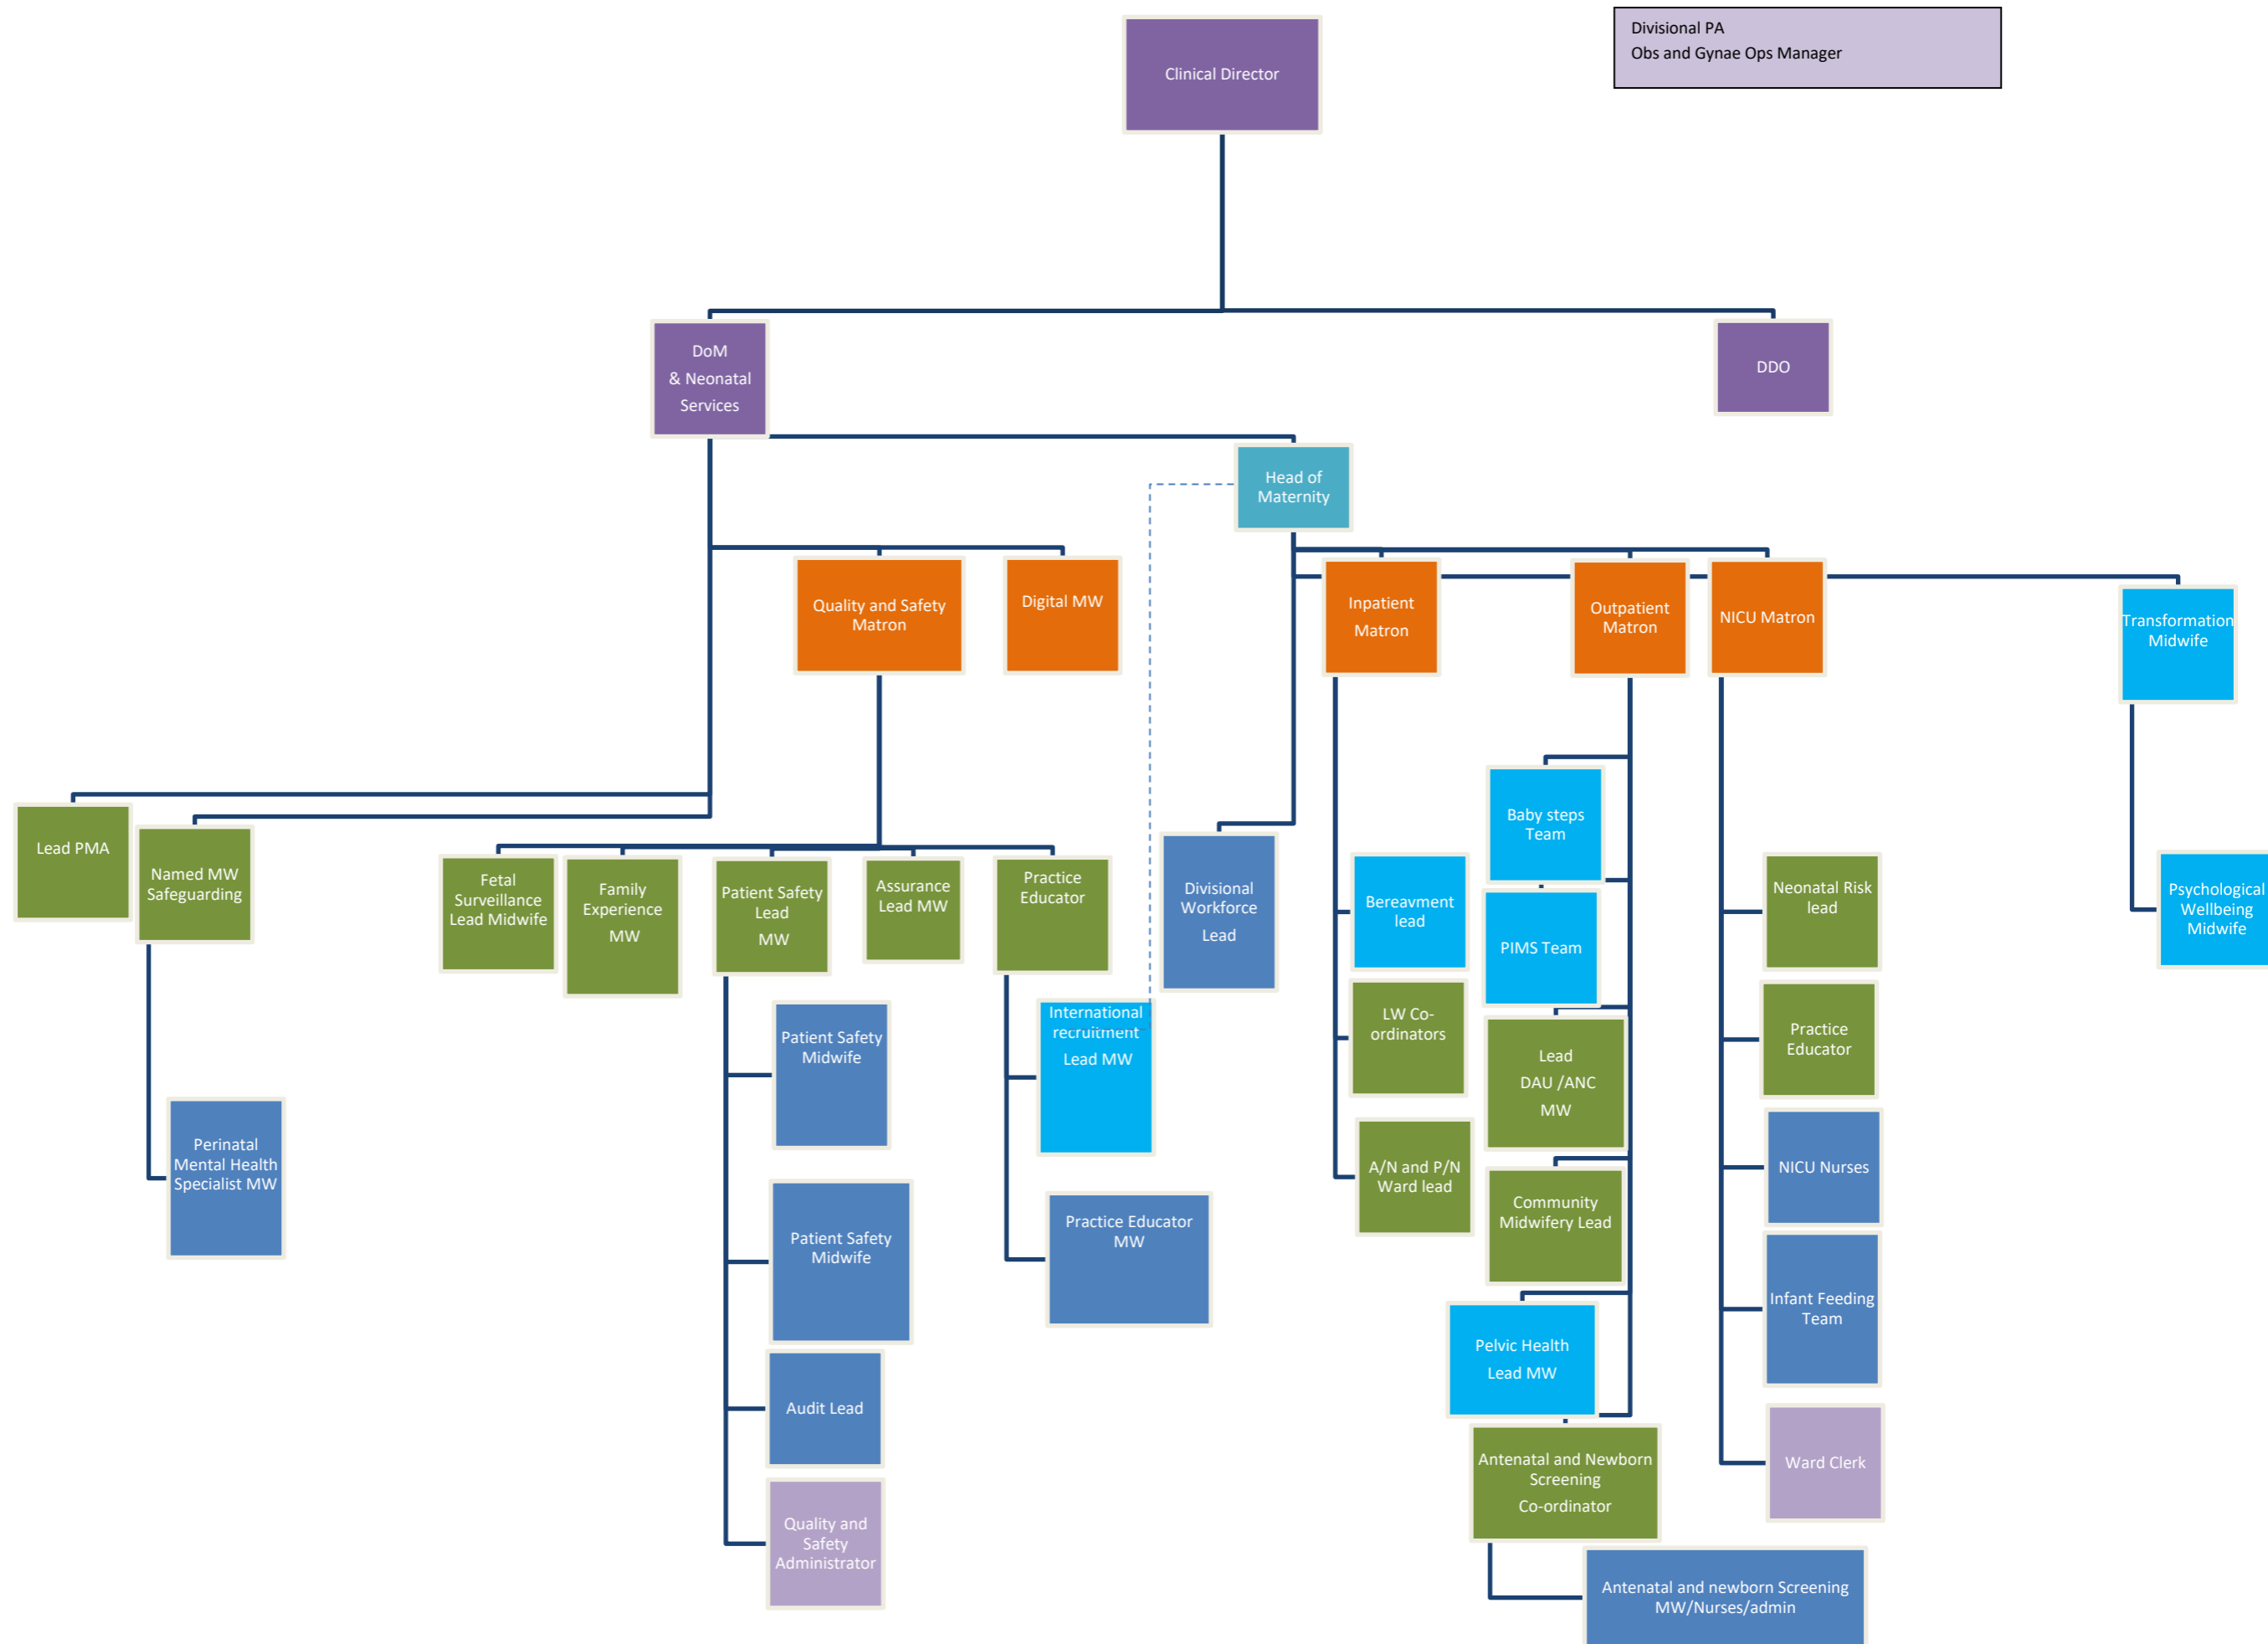 Divisional PA
Obs and Gynae Ops Manager
Clinical Director
DoM
& Neonatal
Services
DDO
Head of
Maternity
Quality and Safety
Matron
Digital MW
Inpatient
Matron
Outpatient
Matron
NICU Matron
Transformation
Midwife
Lead PMA
Named MW
Safeguarding
Fetal
Surveillance
Lead Midwife
Family
Experience
MW
Patient Safety
Lead
MW
Assurance
Lead MW
Practice
Educator
Divisional
Workforce
Lead
Bereavment
lead
Baby steps
Team
PIMS Team
Neonatal Risk
lead
Psychological
Wellbeing
Midwife
Patient Safety
Midwife
International
recruitment
Lead MW
LW Co-
ordinators
Lead
DAU /ANC
MW
Practice
Educator
Perinatal
Mental Health
Specialist MW
Patient Safety
Midwife
Practice Educator
MW
A/N and P/N
Ward lead
Community
Midwifery Lead
NICU Nurses
Infant Feeding
Team
Pelvic Health
Lead MW
Audit Lead
Ward Clerk
Antenatal and Newborn
Screening
Co-ordinator
Quality and
Safety
Administrator
Antenatal and newborn Screening
MW/Nurses/admin